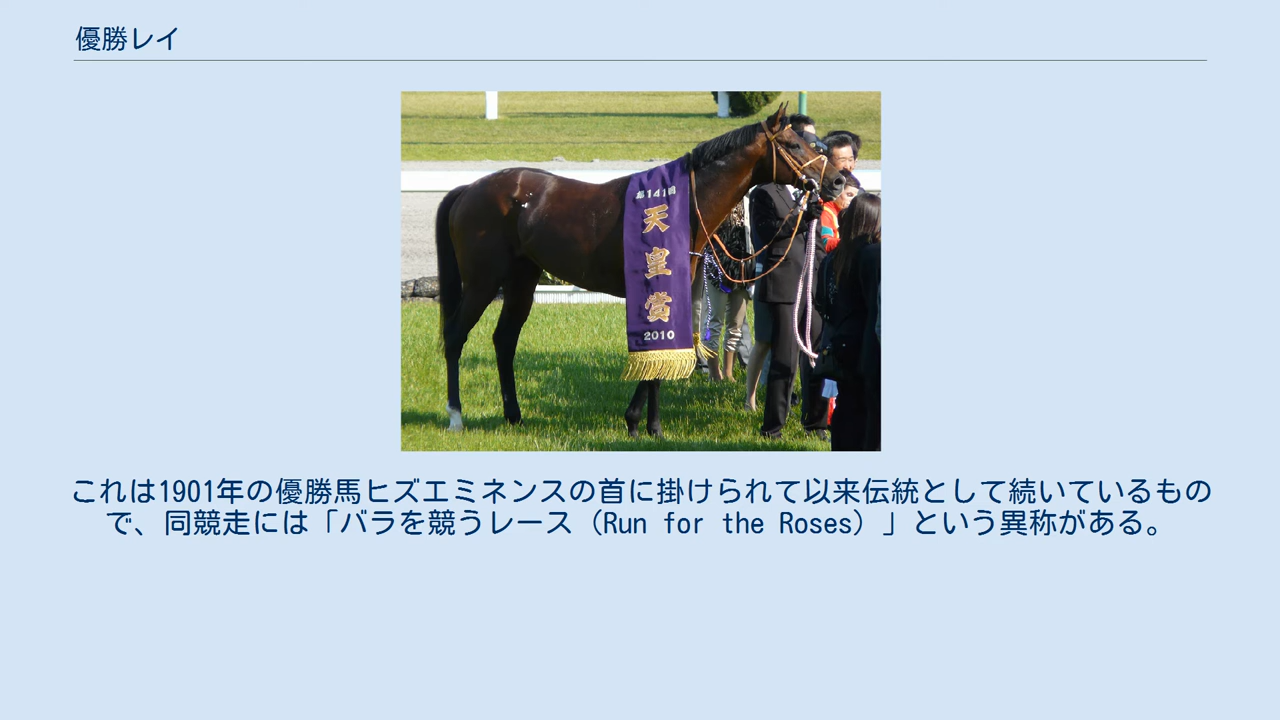 優勝レイ
第141回
天
皇
賞
2010
これは1901年の優勝馬ヒズエミネンスの首に掛けられて以来伝統として続いているもの
で、同競走には「バラを競うレース（Run for the Roses）」という異称がある。